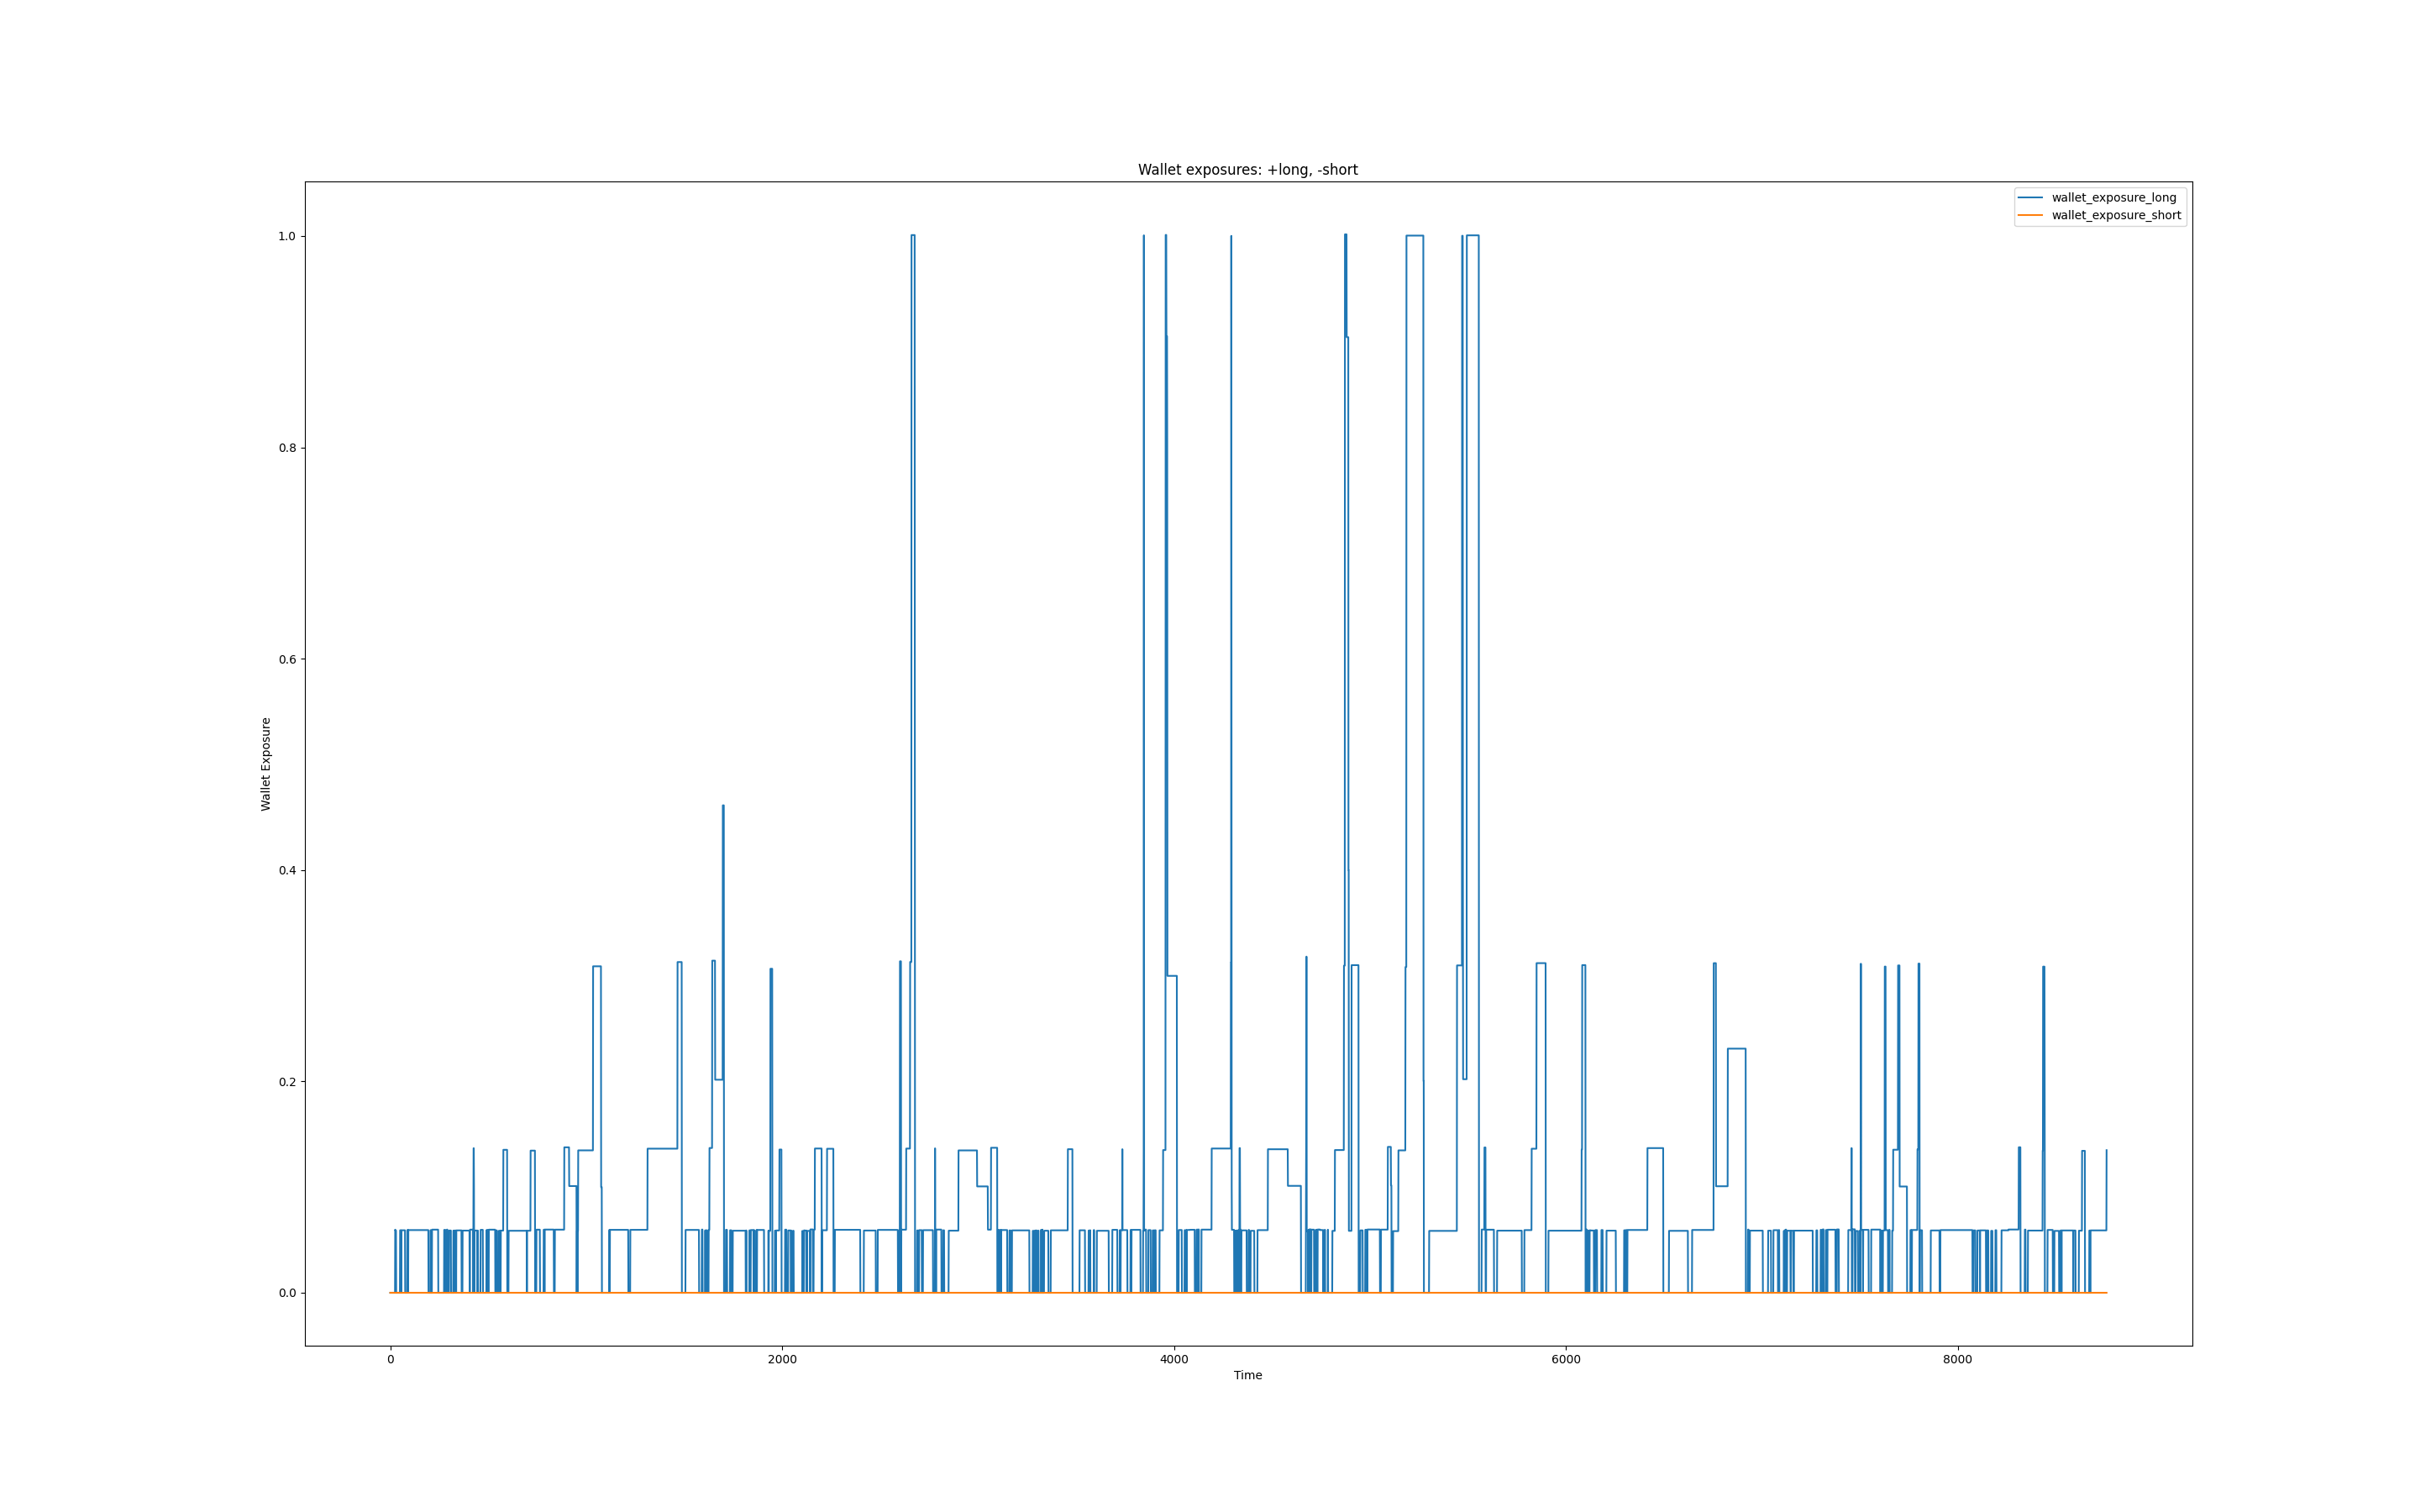 Wallet exposures: +long, -short
wallet_exposure_long
wallet_exposure_short
1.0
0.8
0.6
0.4
0.2
0.0
Wallet Exposure
0 2000 4000 6000 8000
Time